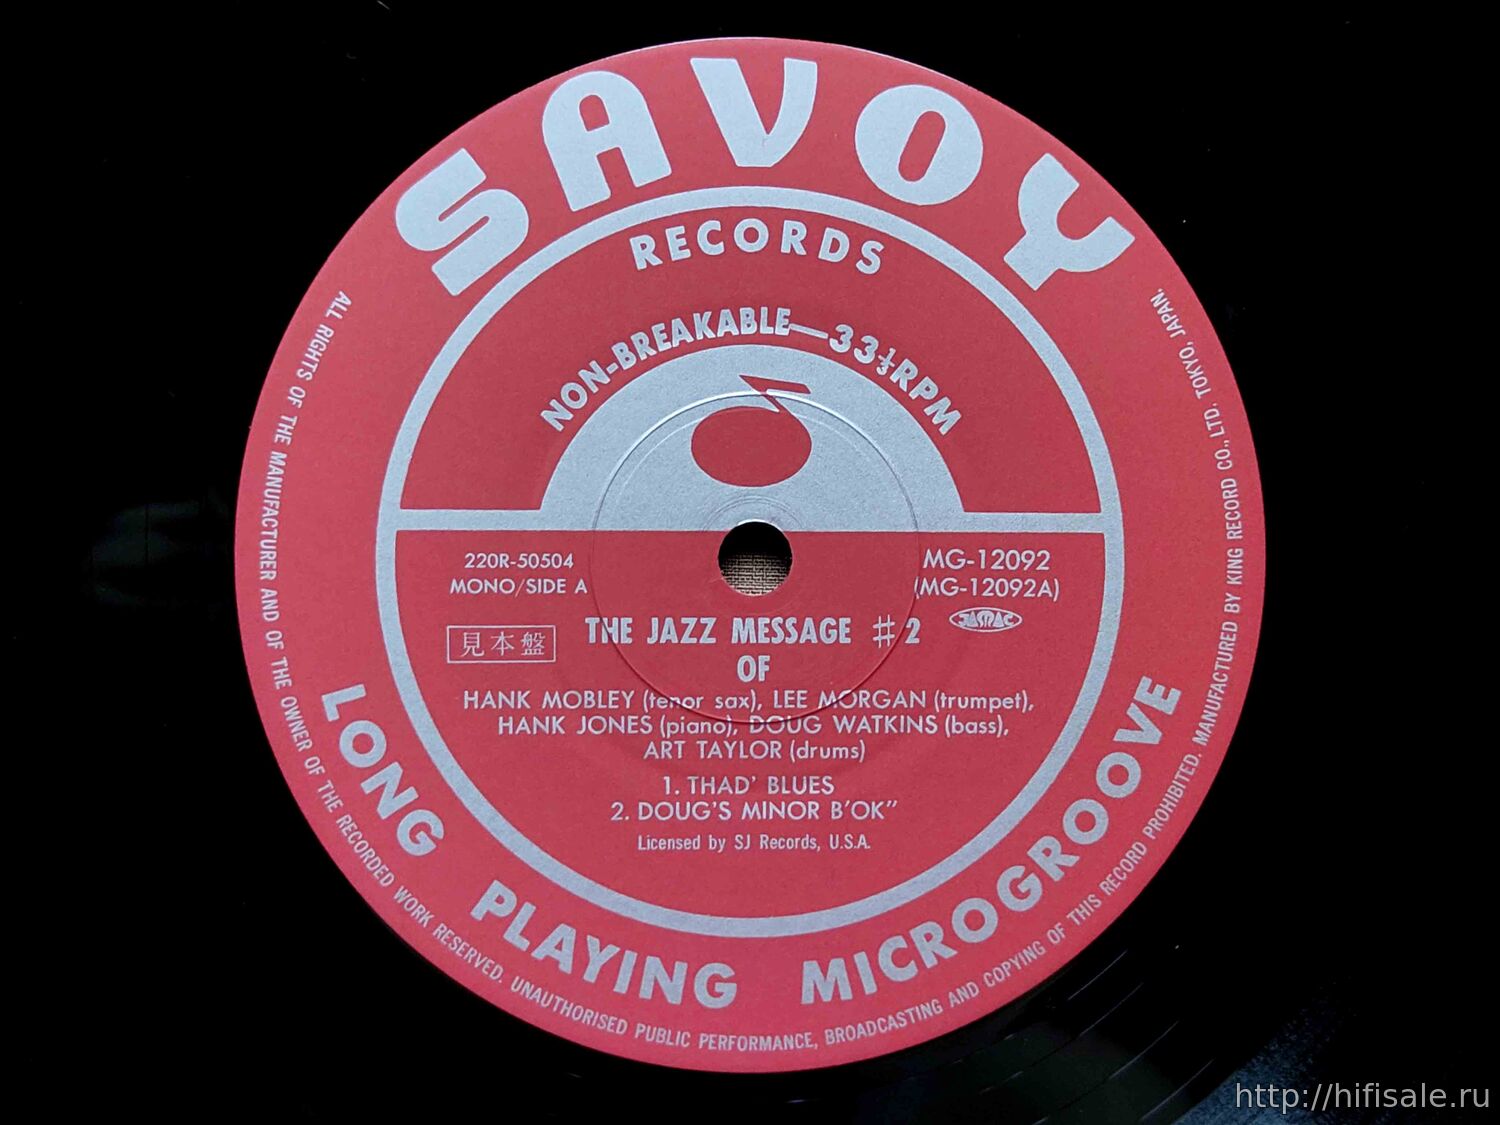 SAVOY
RECORDS
NON-BREAKABLE—33⅓RPM
220R-50504
MONO/SIDE A
MG-12092
(MG-12092A)
JASRAC
見本盤
THE JAZZ MESSAGE #2
OF
HANK MOBLEY (tenor sax), LEE MORGAN (trumpet),
HANK JONES (piano), DOUG WATKINS (bass),
ART TAYLOR (drums)
1. THAD' BLUES
2. DOUG'S MINOR B'OK"
Licensed by SJ Records, U.S.A.
LONG PLAYING MICROGROOVE
ALL RIGHTS OF THE MANUFACTURER AND OF THE OWNER OF THE RECORDED WORK RESERVED. UNAUTHORISED PUBLIC PERFORMANCE, BROADCASTING AND COPYING OF THIS RECORD PROHIBITED. MANUFACTURED BY KING RECORD CO., LTD. TOKYO, JAPAN.
http://hifisale.ru